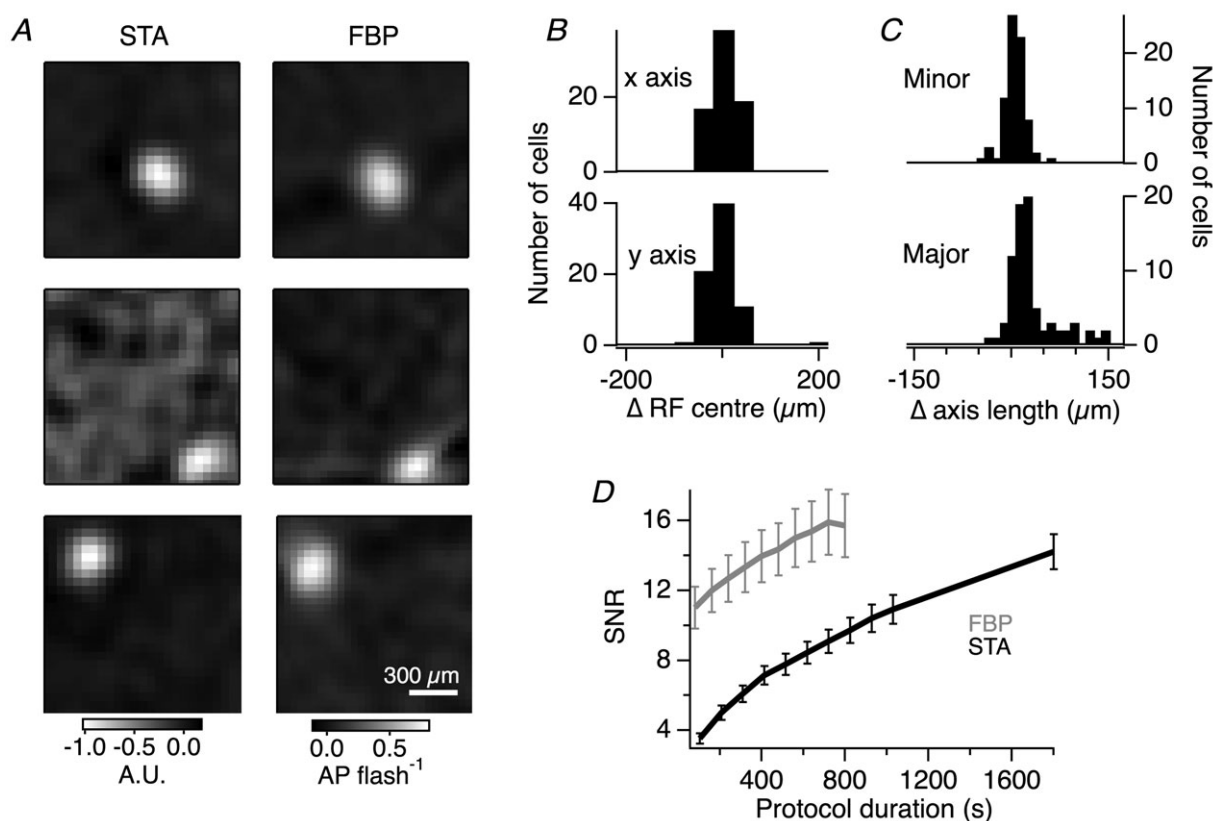 A
STA
FBP
300 µm
-1.0 -0.5 0.0
A.U.
0.0 0.5
AP flash-1
B
x axis
20
0
y axis
40
20
0
Number of cells
-200 0 200
Δ RF centre (µm)
C
Minor
20
10
0
Major
20
10
0
Number of cells
-150 150
Δ axis length (µm)
D
16
12
8
4
SNR
FBP
STA
400 800 1200 1600
Protocol duration (s)